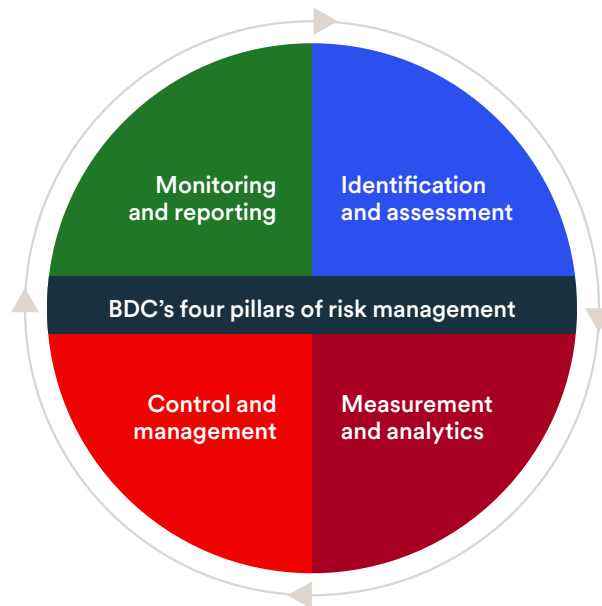 Monitoring
and reporting
Identification
and assessment
BDC’s four pillars of risk management
Control and
management
Measurement
and analytics